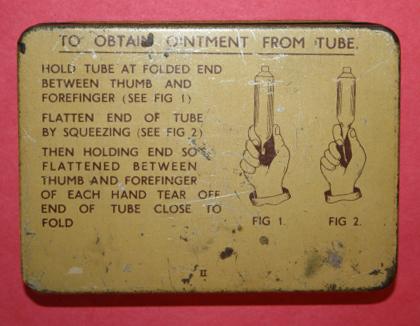 TO OBTAIN OINTMENT FROM TUBE.
HOLD TUBE AT FOLDED END
BETWEEN THUMB AND
FOREFINGER (SEE FIG 1)
FLATTEN END OF TUBE
BY SQUEEZING (SEE FIG 2)
THEN HOLDING END SO
FLATTENED BETWEEN
THUMB AND FOREFINGER
OF EACH HAND TEAR OFF
END OF TUBE CLOSE TO
FOLD
FIG 1.
FIG 2.
II